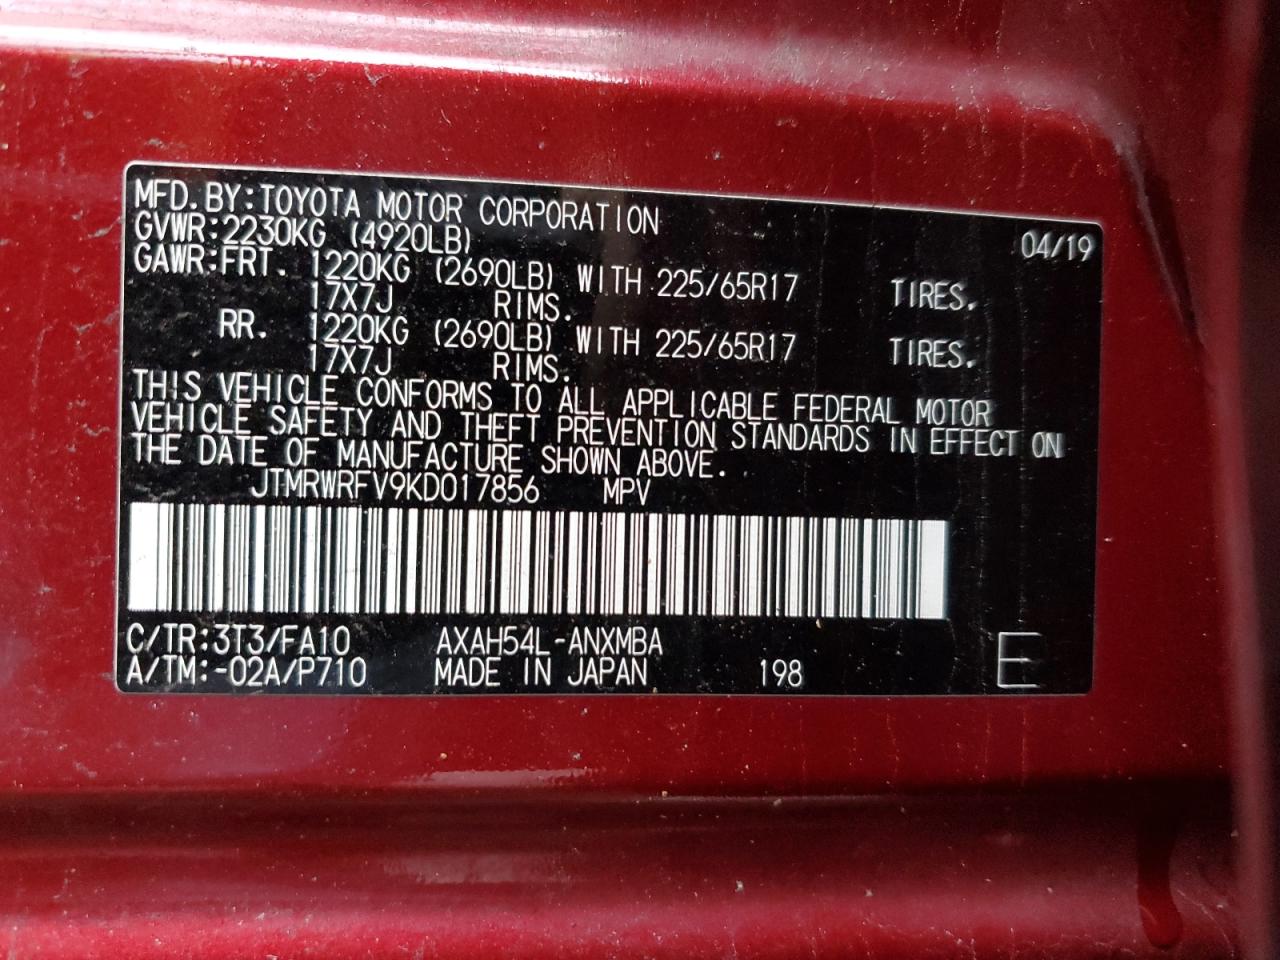 MFD. BY:TOYOTA MOTOR CORPORATION 04/19
GVWR:2230KG (4920LB)
GAWR:FRT. 1220KG (2690LB) WITH 225/65R17 TIRES.
17X7J RIMS.
RR. 1220KG (2690LB) WITH 225/65R17 TIRES.
17X7J RIMS.
THIS VEHICLE CONFORMS TO ALL APPLICABLE FEDERAL MOTOR
VEHICLE SAFETY AND THEFT PREVENTION STANDARDS IN EFFECT ON
THE DATE OF MANUFACTURE SHOWN ABOVE.
JTMRWRFV9KD017856 MPV
C/TR:3T3/FA10 AXAH54L-ANXMBA
A/TM:-02A/P710 MADE IN JAPAN 198 E